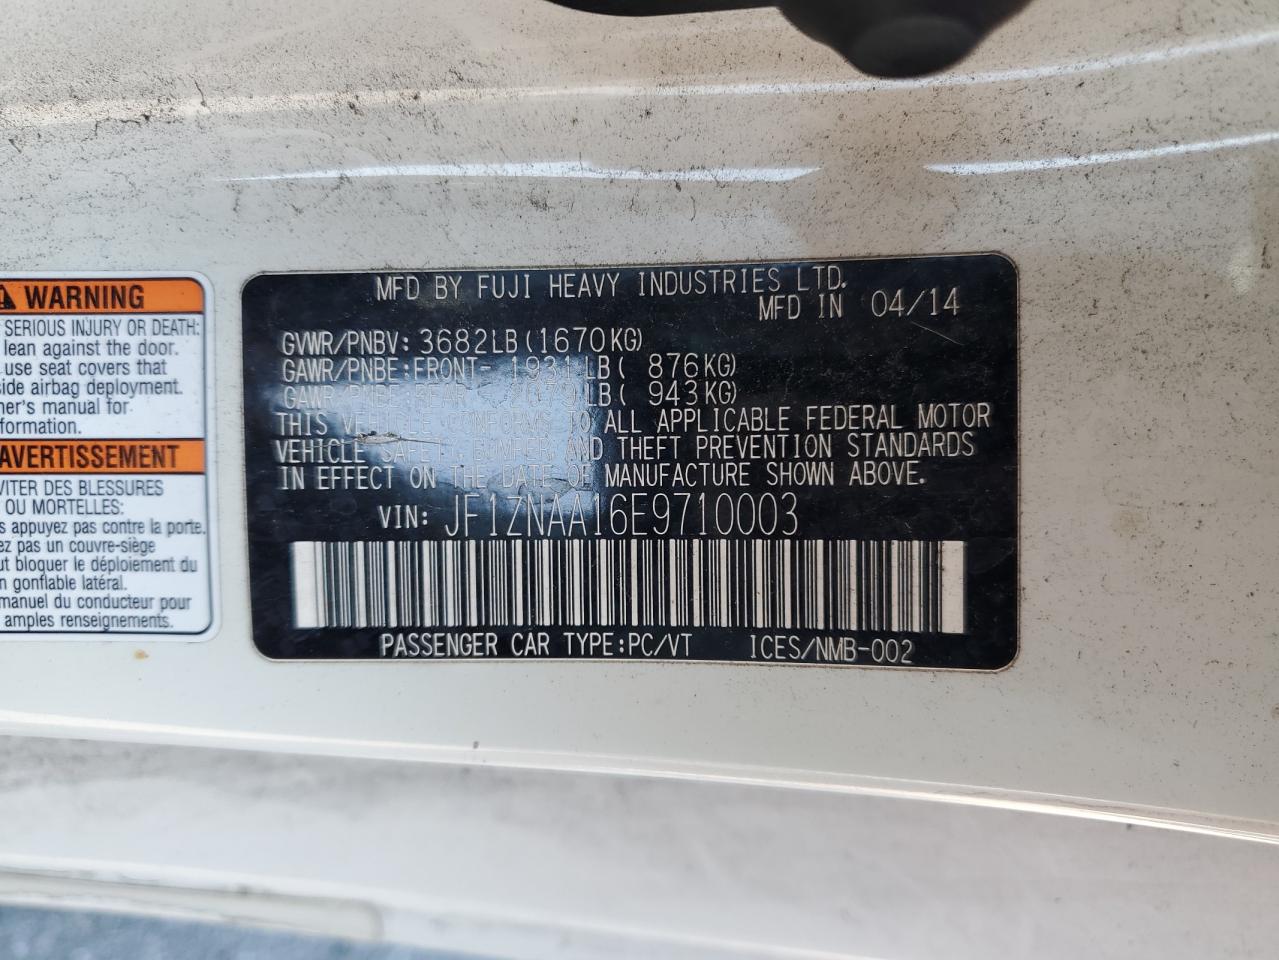 WARNING
SERIOUS INJURY OR DEATH:
lean against the door.
use seat covers that
side airbag deployment.
ner's manual for
formation.
AVERTISSEMENT
VITER DES BLESSURES
OU MORTELLES:
s appuyez pas contre la porte.
ez pas un couvre-siège
ut bloquer le déploiement du
n gonflable latéral.
manuel du conducteur pour
amples renseignements.
MFD BY FUJI HEAVY INDUSTRIES LTD.
MFD IN 04/14
GVWR/PNBV: 3682LB (1670KG)
GAWR/PNBE:FRONT- 1931LB( 876KG)
GAWR/PNBE:REAR - 2079LB( 943KG)
THIS VEHICLE CONFORMS TO ALL APPLICABLE FEDERAL MOTOR
VEHICLE SAFETY, BUMPER, AND THEFT PREVENTION STANDARDS
IN EFFECT ON THE DATE OF MANUFACTURE SHOWN ABOVE.
VIN: JF1ZNAA16E9710003
PASSENGER CAR TYPE:PC/VT ICES/NMB-002